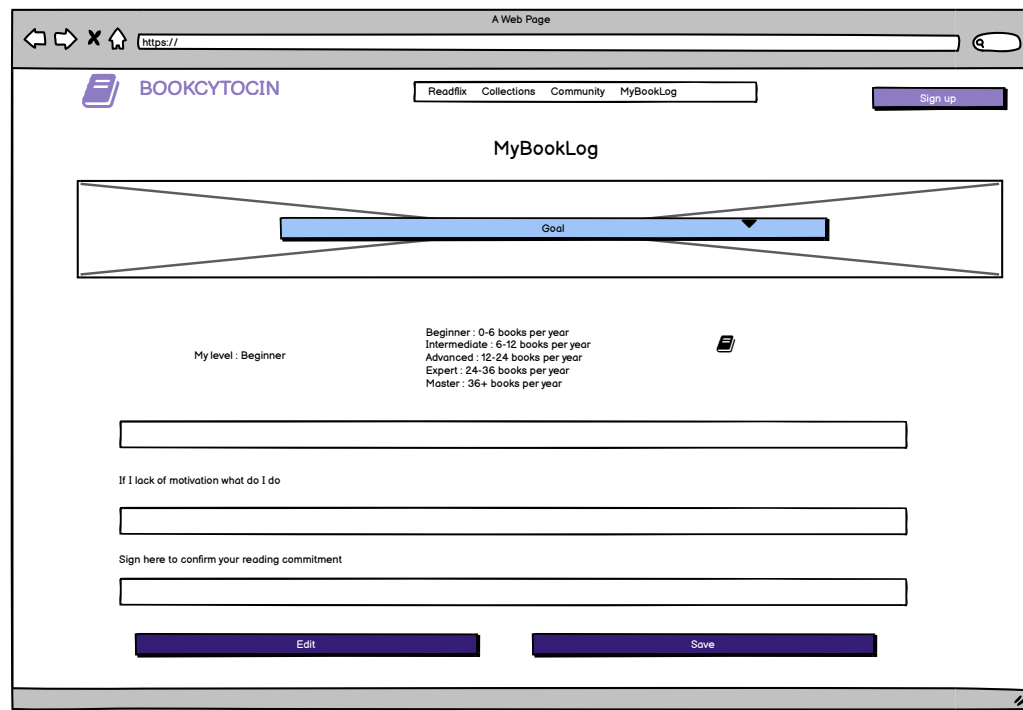 A Web Page
https://
BOOKCYTOCIN
Readflix Collections Community MyBookLog
Sign up
MyBookLog
Goal
My level : Beginner
Beginner : 0-6 books per year
Intermediate : 6-12 books per year
Advanced : 12-24 books per year
Expert : 24-36 books per year
Master : 36+ books per year
If I lack of motivation what do I do
Sign here to confirm your reading commitment
Edit
Save